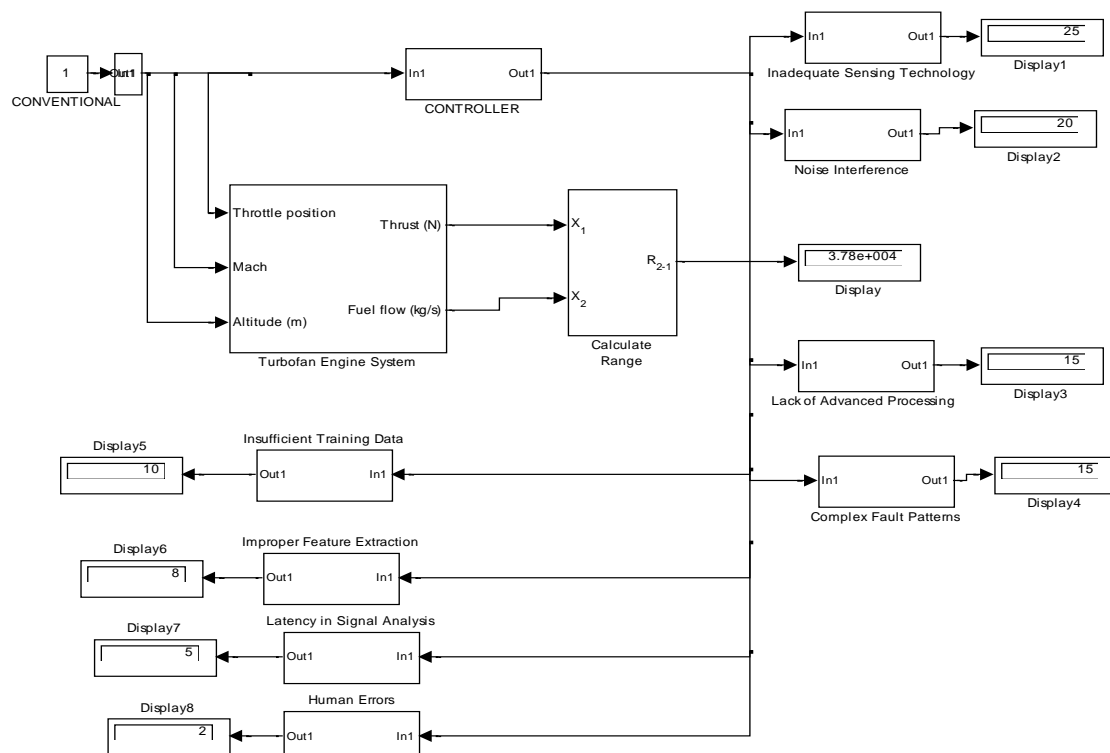 In1
Out1
25
Inadequate Sensing Technology
Display1
1
Out1
In1
CONVENTIONAL
In1
Out1
CONTROLLER
In1
Out1
20
Noise Interference
Display2
Throttle position
Mach
Altitude (m)
Thrust (N)
Fuel flow (kg/s)
Turbofan Engine System
X1
X2
R2-1
Calculate
Range
3.78e+004
Display
In1
Out1
15
Lack of Advanced Processing
Display3
Display5
10
Insufficient Training Data
Out1
In1
In1
Out1
15
Complex Fault Patterns
Display4
Display6
8
Improper Feature Extraction
Out1
In1
Display7
5
Latency in Signal Analysis
Out1
In1
Display8
2
Human Errors
Out1
In1